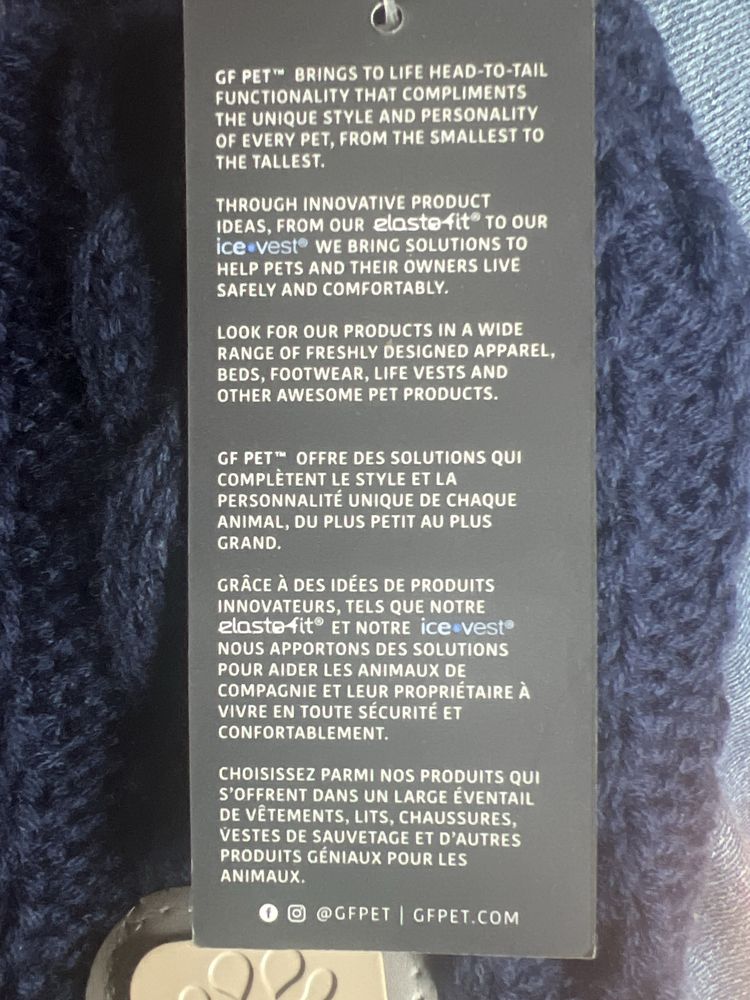 GF PET™ BRINGS TO LIFE HEAD-TO-TAIL
FUNCTIONALITY THAT COMPLIMENTS
THE UNIQUE STYLE AND PERSONALITY
OF EVERY PET, FROM THE SMALLEST TO
THE TALLEST.
THROUGH INNOVATIVE PRODUCT
IDEAS, FROM OUR elastofit® TO OUR
ice vest® WE BRING SOLUTIONS TO
HELP PETS AND THEIR OWNERS LIVE
SAFELY AND COMFORTABLY.
LOOK FOR OUR PRODUCTS IN A WIDE
RANGE OF FRESHLY DESIGNED APPAREL,
BEDS, FOOTWEAR, LIFE VESTS AND
OTHER AWESOME PET PRODUCTS.
GF PET™ OFFRE DES SOLUTIONS QUI
COMPLÈTENT LE STYLE ET LA
PERSONNALITÉ UNIQUE DE CHAQUE
ANIMAL, DU PLUS PETIT AU PLUS
GRAND.
GRÂCE À DES IDÉES DE PRODUITS
INNOVATEURS, TELS QUE NOTRE
elastofit® ET NOTRE ice vest®
NOUS APPORTONS DES SOLUTIONS
POUR AIDER LES ANIMAUX DE
COMPAGNIE ET LEUR PROPRIÉTAIRE À
VIVRE EN TOUTE SÉCURITÉ ET
CONFORTABLEMENT.
CHOISISSEZ PARMI NOS PRODUITS QUI
S'OFFRENT DANS UN LARGE ÉVENTAIL
DE VÊTEMENTS, LITS, CHAUSSURES,
VESTES DE SAUVETAGE ET D'AUTRES
PRODUITS GÉNIAUX POUR LES
ANIMAUX.
@GFPET | GFPET.COM